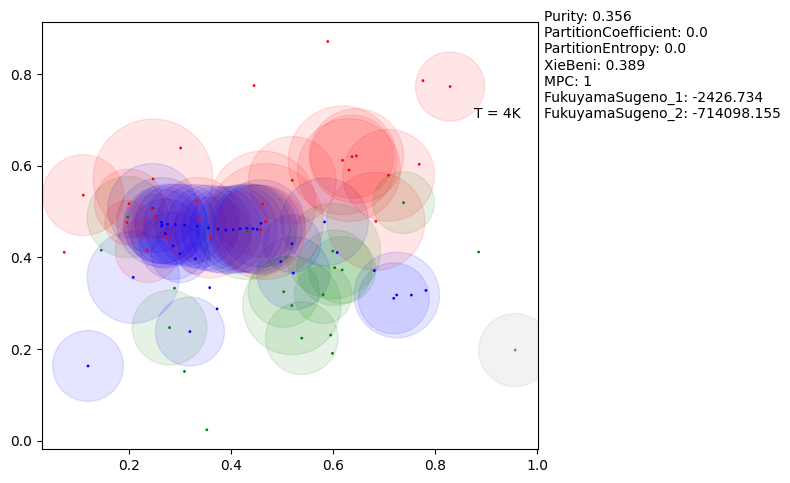 Purity: 0.356
PartitionCoefficient: 0.0
PartitionEntropy: 0.0
XieBeni: 0.389
MPC: 1
FukuyamaSugeno_1: -2426.734
FukuyamaSugeno_2: -714098.155
T = 4K
0.8
0.6
0.4
0.2
0.0
0.2 0.4 0.6 0.8 1.0